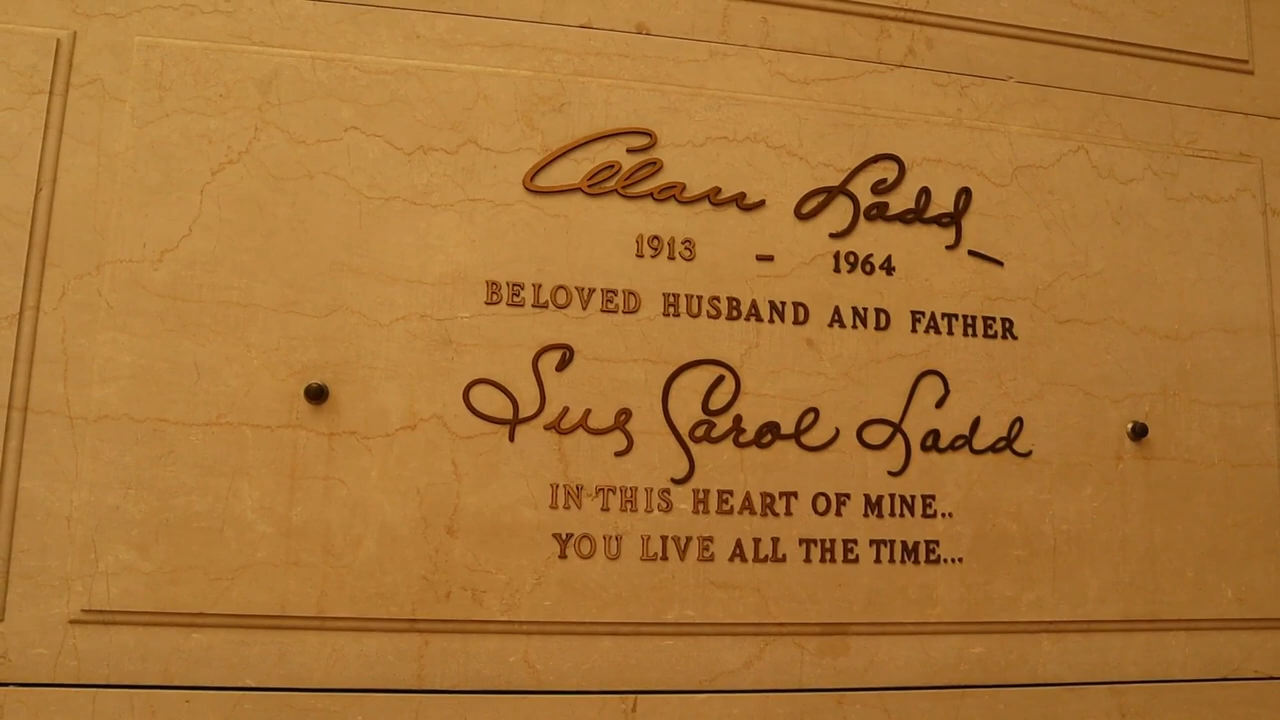 Alan Ladd
1913 - 1964
BELOVED HUSBAND AND FATHER
Sue Carol Ladd
IN THIS HEART OF MINE..
YOU LIVE ALL THE TIME...